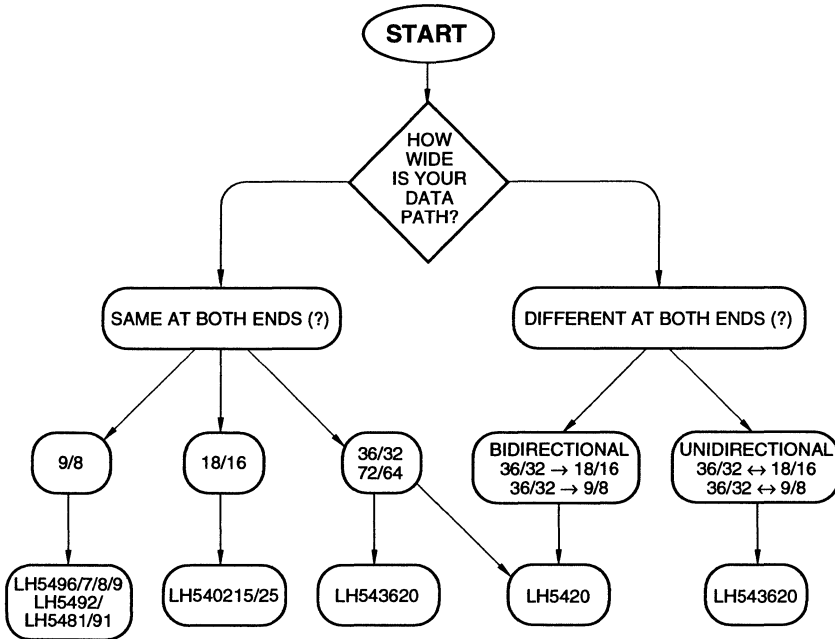 START
HOW
WIDE
IS YOUR
DATA
PATH?
SAME AT BOTH ENDS (?)
DIFFERENT AT BOTH ENDS (?)
9/8
18/16
36/32
72/64
BIDIRECTIONAL
36/32 → 18/16
36/32 → 9/8
UNIDIRECTIONAL
36/32 ↔ 18/16
36/32 ↔ 9/8
LH5496/7/8/9
LH5492/
LH5481/91
LH540215/25
LH543620
LH5420
LH543620